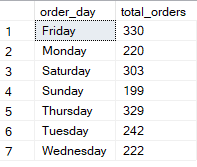 order_day total_orders
1 Friday 330
2 Monday 220
3 Saturday 303
4 Sunday 199
5 Thursday 329
6 Tuesday 242
7 Wednesday 222